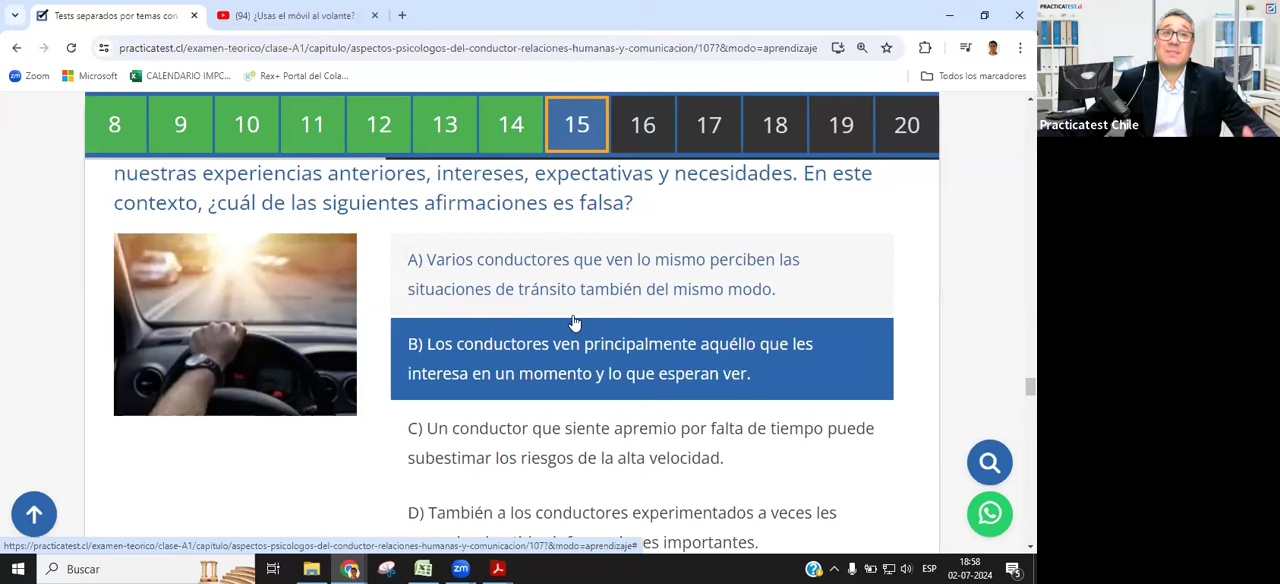 Tests separados por temas con
(94) ¿Usas el móvil al volante?
practicatest.cl/examen-teorico/clase-A1/capitulo/aspectos-psicologos-del-conductor-relaciones-humanas-y-comunicacion/107?&modo=aprendizaje
Zoom
Microsoft
CALENDARIO IMPC...
Rex+ Portal del Cola...
Todos los marcadores
8 9 10 11 12 13 14 15 16 17 18 19 20
nuestras experiencias anteriores, intereses, expectativas y necesidades. En este
contexto, ¿cuál de las siguientes afirmaciones es falsa?
A) Varios conductores que ven lo mismo perciben las
situaciones de tránsito también del mismo modo.
B) Los conductores ven principalmente aquéllo que les
interesa en un momento y lo que esperan ver.
C) Un conductor que siente apremio por falta de tiempo puede
subestimar los riesgos de la alta velocidad.
D) También a los conductores experimentados a veces les
es importantes.
https://practicatest.cl/examen-teorico/clase-A1/capitulo/aspectos-psicologos-del-conductor-relaciones-humanas-y-comunicacion/107?&modo=aprendizaje#
Buscar
ESP
18:58
02-07-2024
5
PRACTICATEST.cl
Practicatest Chile